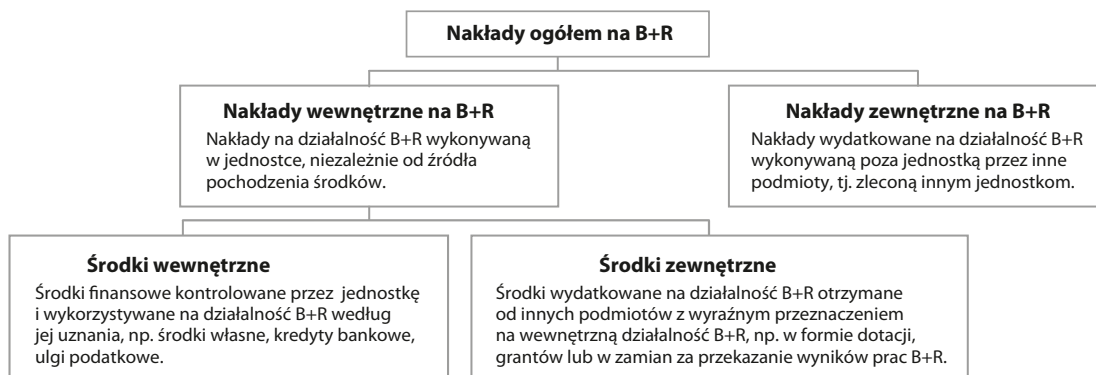 Nakłady ogółem na B+R
Nakłady wewnętrzne na B+R
Nakłady na działalność B+R wykonywaną
w jednostce, niezależnie od źródła
pochodzenia środków.
Nakłady zewnętrzne na B+R
Nakłady wydatkowane na działalność B+R
wykonywaną poza jednostką przez inne
podmioty, tj. zleconą innym jednostkom.
Środki wewnętrzne
Środki finansowe kontrolowane przez jednostkę
i wykorzystywane na działalność B+R według
jej uznania, np. środki własne, kredyty bankowe,
ulgi podatkowe.
Środki zewnętrzne
Środki wydatkowane na działalność B+R otrzymane
od innych podmiotów z wyraźnym przeznaczeniem
na wewnętrzną działalność B+R, np. w formie dotacji,
grantów lub w zamian za przekazanie wyników prac B+R.